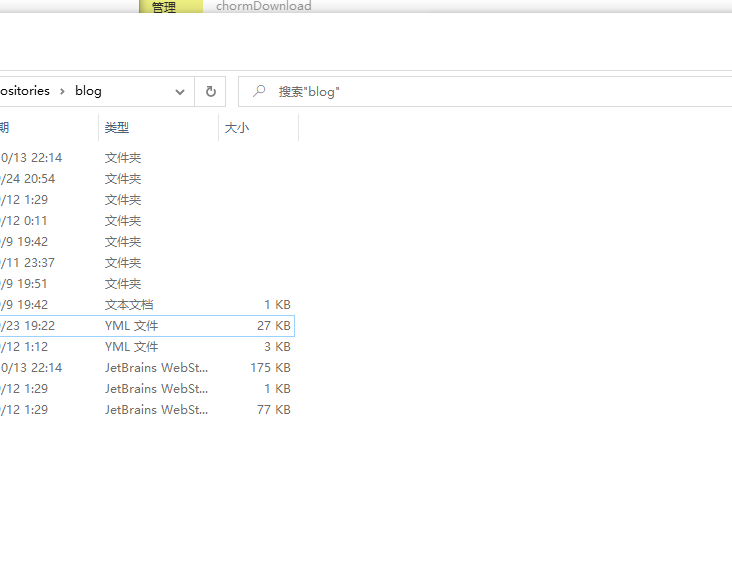 管理 chormDownload
ositories > blog 搜索"blog"
期 类型 大小
0/13 22:14 文件夹
/24 20:54 文件夹
/12 1:29 文件夹
/12 0:11 文件夹
/9 19:42 文件夹
/11 23:37 文件夹
/9 19:51 文件夹
/9 19:42 文本文档 1 KB
/23 19:22 YML 文件 27 KB
/12 1:12 YML 文件 3 KB
0/13 22:14 JetBrains WebSt... 175 KB
/12 1:29 JetBrains WebSt... 1 KB
/12 1:29 JetBrains WebSt... 77 KB